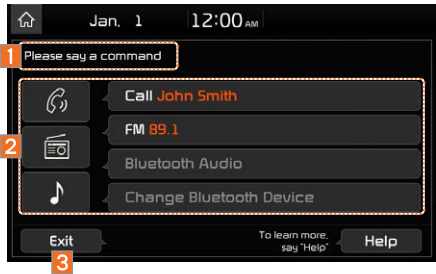 Jan. 1 12:00 AM
1
Please say a command
2
Call John Smith
FM 89.1
Bluetooth Audio
Change Bluetooth Device
Exit
To learn more,
say "Help"
Help
3